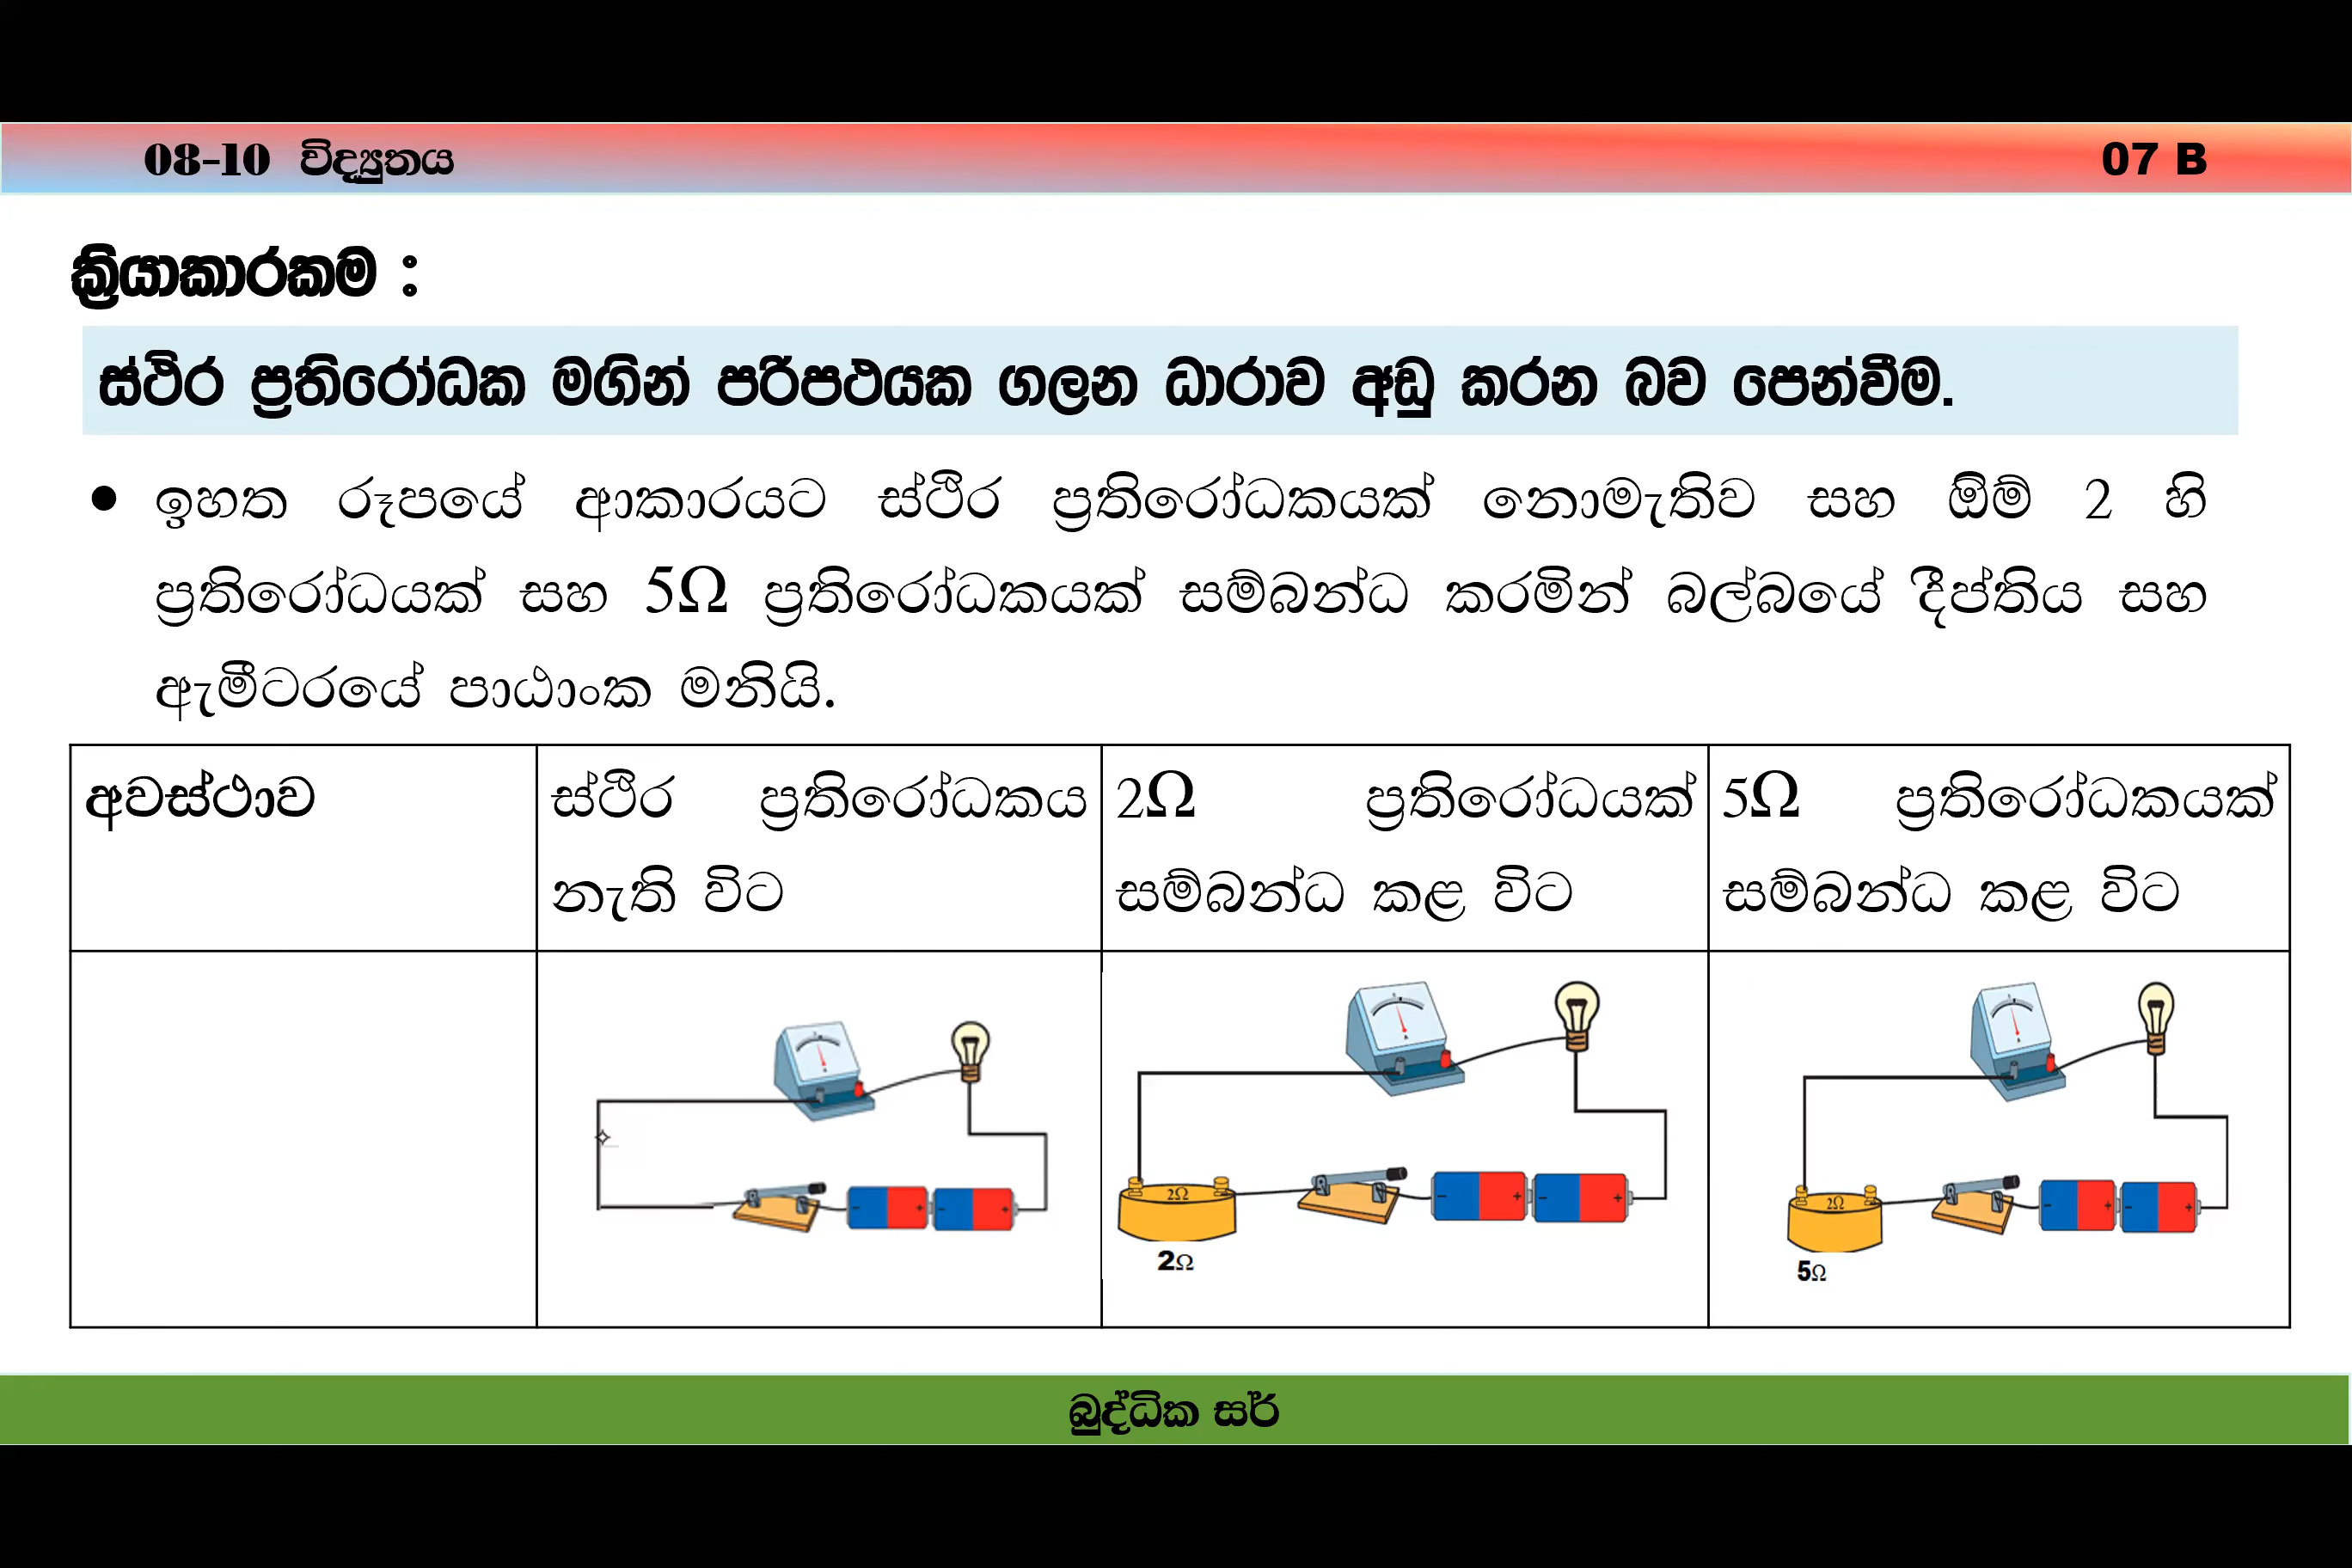 08-10 විද්‍යුතය
07 B
ක්‍රියාකාරකම :
ස්ථිර ප්‍රතිරෝධක මගින් පරිපථයක ගලන ධාරාව අඩු කරන බව පෙන්වීම.
● ඉහත රූපයේ ආකාරයට ස්ථිර ප්‍රතිරෝධකයක් නොමැතිව සහ ඕම් 2 හි
ප්‍රතිරෝධයක් සහ 5Ω ප්‍රතිරෝධකයක් සම්බන්ධ කරමින් බල්බයේ දීප්තිය සහ
ඇමීටරයේ පාඨාංක මනියි.
අවස්ථාව
ස්ථිර ප්‍රතිරෝධකය
නැති විට
2Ω ප්‍රතිරෝධයක්
සම්බන්ධ කළ විට
5Ω ප්‍රතිරෝධකයක්
සම්බන්ධ කළ විට
2Ω
2Ω
2Ω
5Ω
බුද්ධික සර්